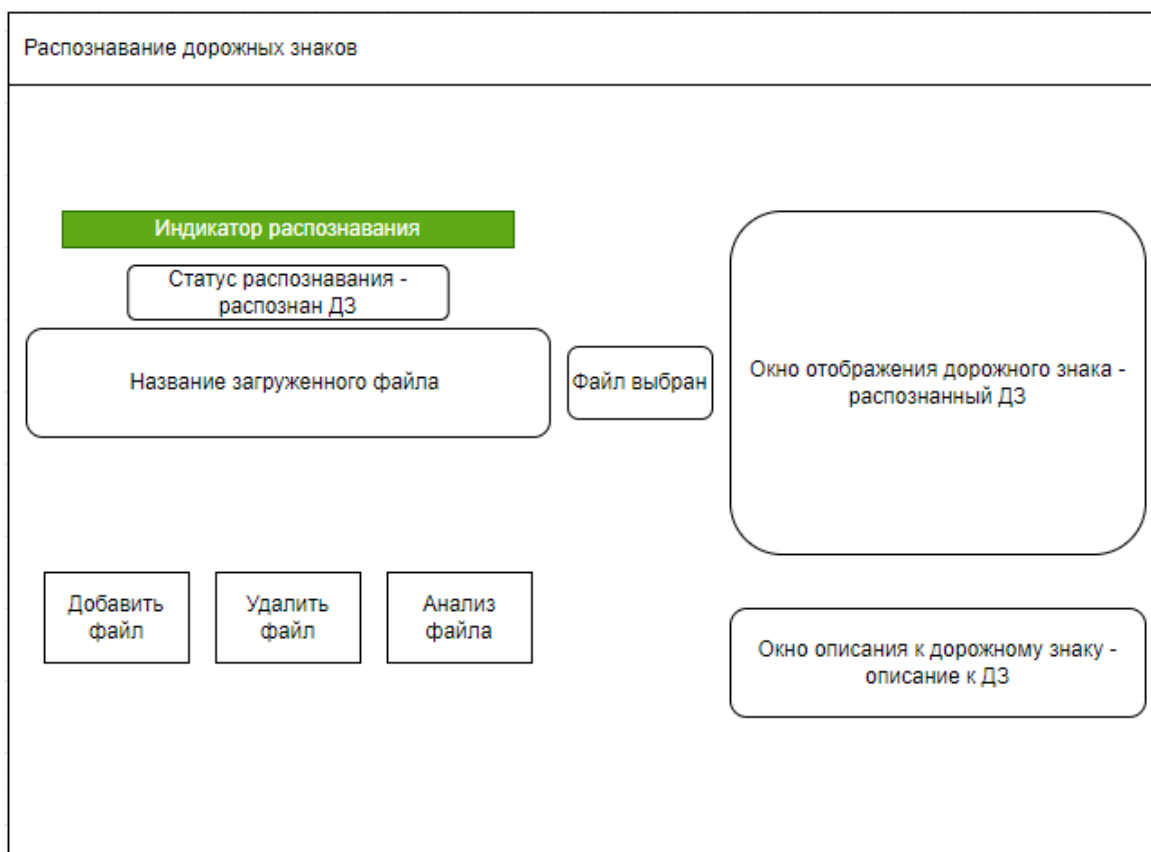 Распознавание дорожных знаков
Индикатор распознавания
Статус распознавания -
распознан ДЗ
Название загруженного файла
Файл выбран
Окно отображения дорожного знака -
распознанный ДЗ
Добавить
файл
Удалить
файл
Анализ
файла
Окно описания к дорожному знаку -
описание к ДЗ